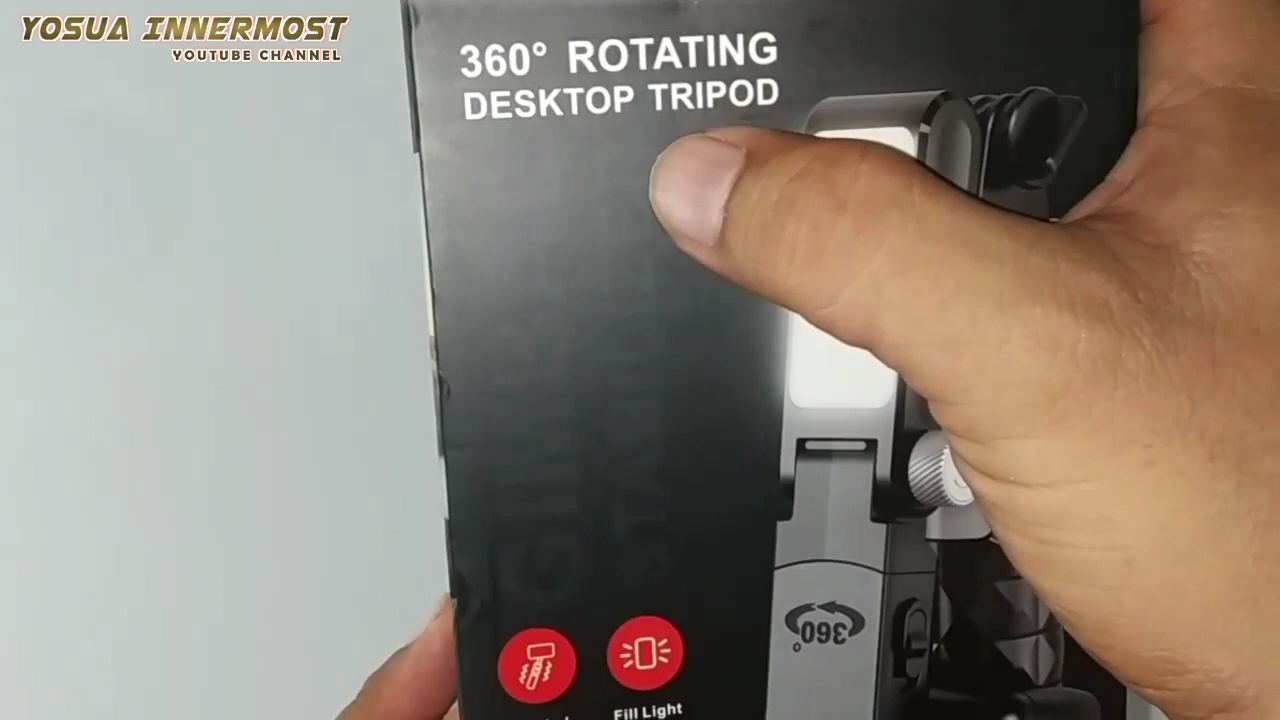 YOSUA INNERMOST
YOUTUBE CHANNEL
360° ROTATING
DESKTOP TRIPOD
360°
Fill Light